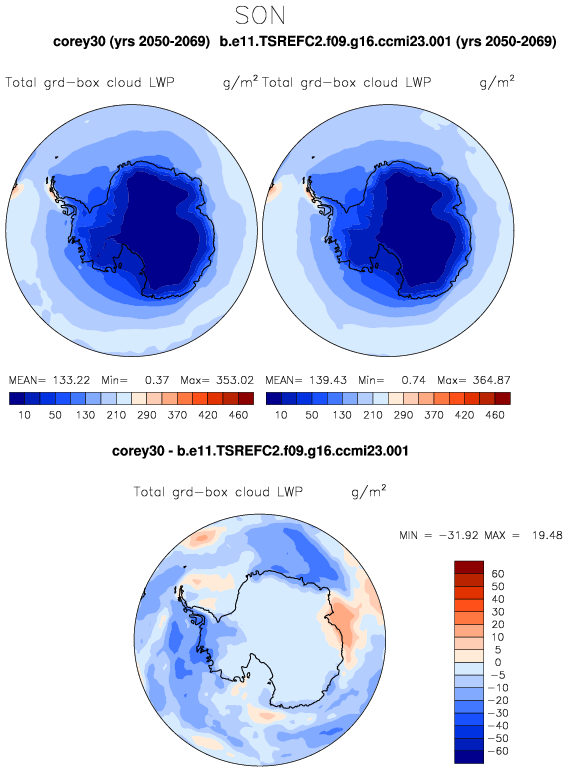 SON
corey30 (yrs 2050-2069) b.e11.TSREFC2.f09.g16.ccmi23.001 (yrs 2050-2069)
Total grd-box cloud LWP g/m² Total grd-box cloud LWP g/m²
MEAN= 133.22 Min= 0.37 Max= 353.02 MEAN= 139.43 Min= 0.74 Max= 364.87
10 50 130 210 290 370 420 460 10 50 130 210 290 370 420 460
corey30 - b.e11.TSREFC2.f09.g16.ccmi23.001
Total grd-box cloud LWP g/m²
MIN = -31.92 MAX = 19.48
60
50
40
30
20
10
5
0
-5
-10
-20
-30
-40
-50
-60